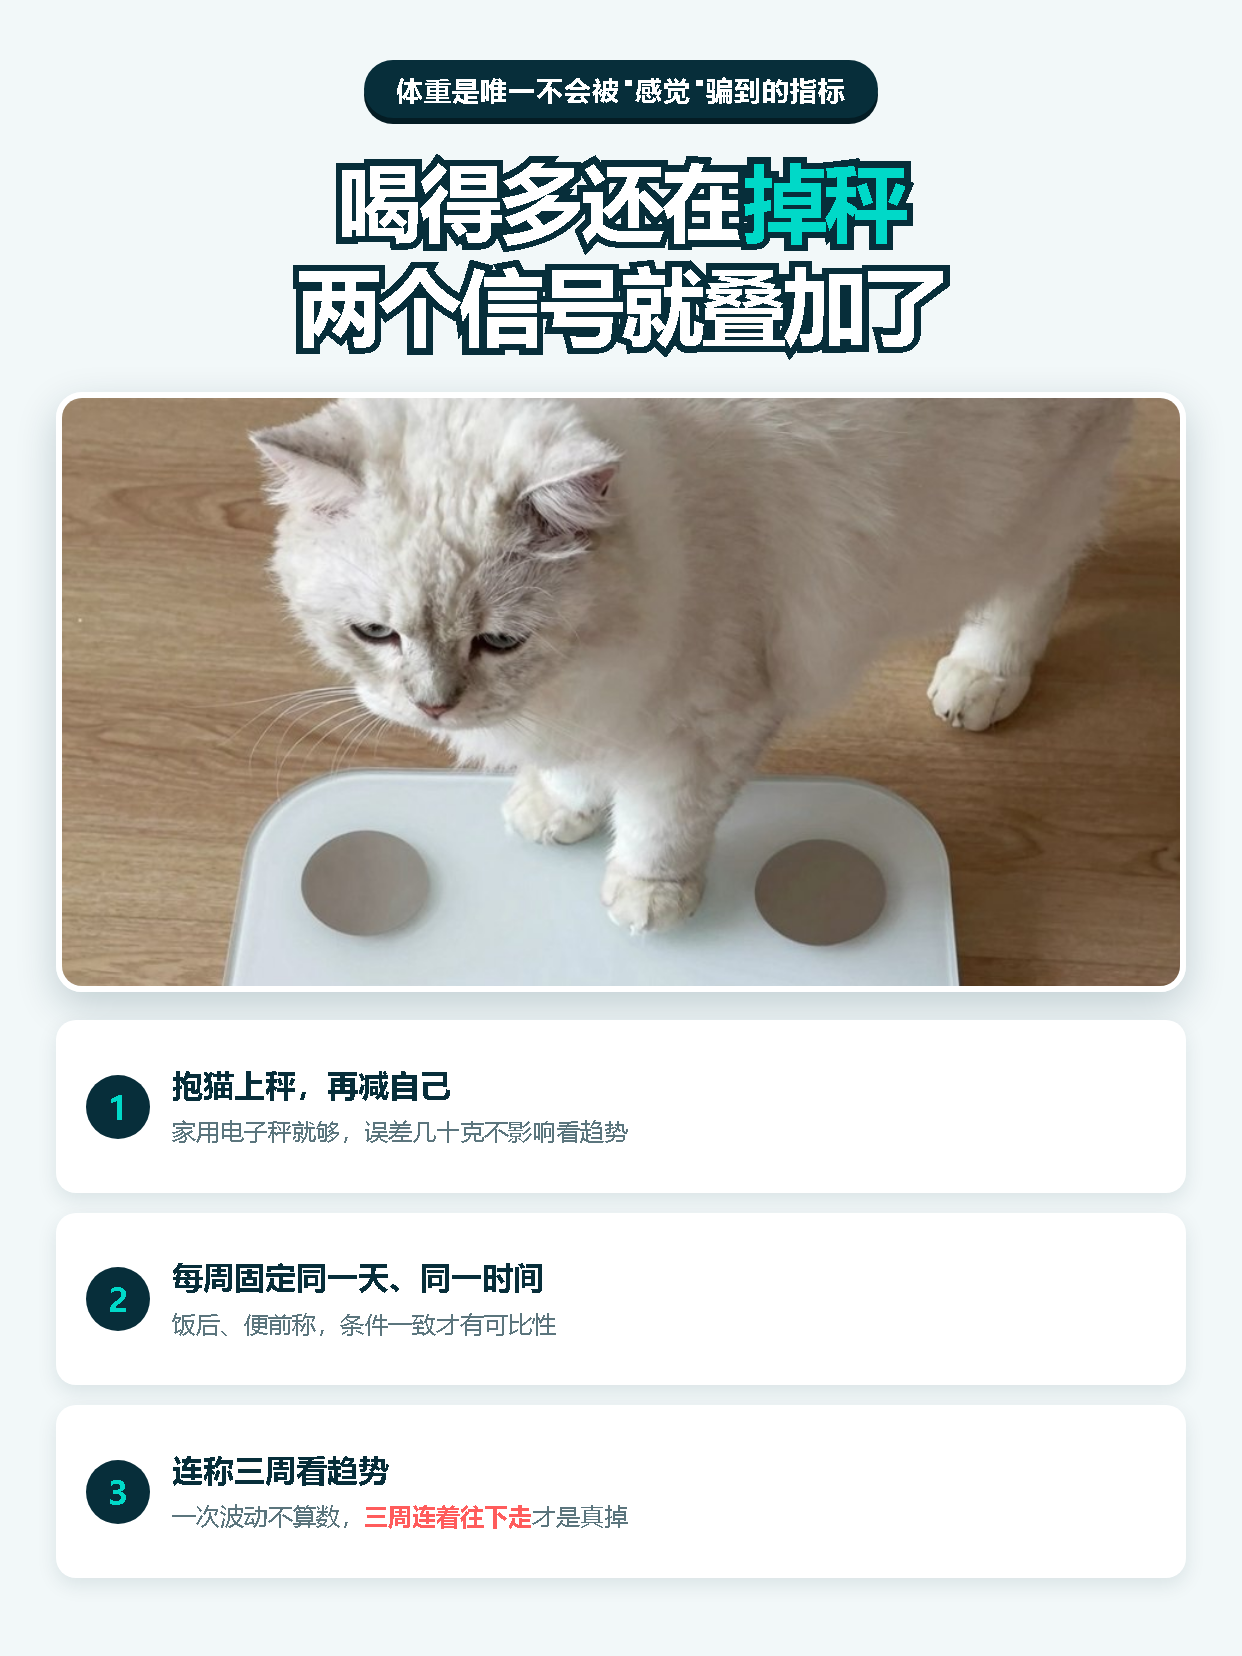 体重是唯一不会被"感觉"骗到的指标
喝得多还在掉秤
两个信号就叠加了
1
抱猫上秤，再减自己
家用电子秤就够，误差几十克不影响看趋势
2
每周固定同一天、同一时间
饭后、便前称，条件一致才有可比性
3
连称三周看趋势
一次波动不算数，三周连着往下走才是真掉